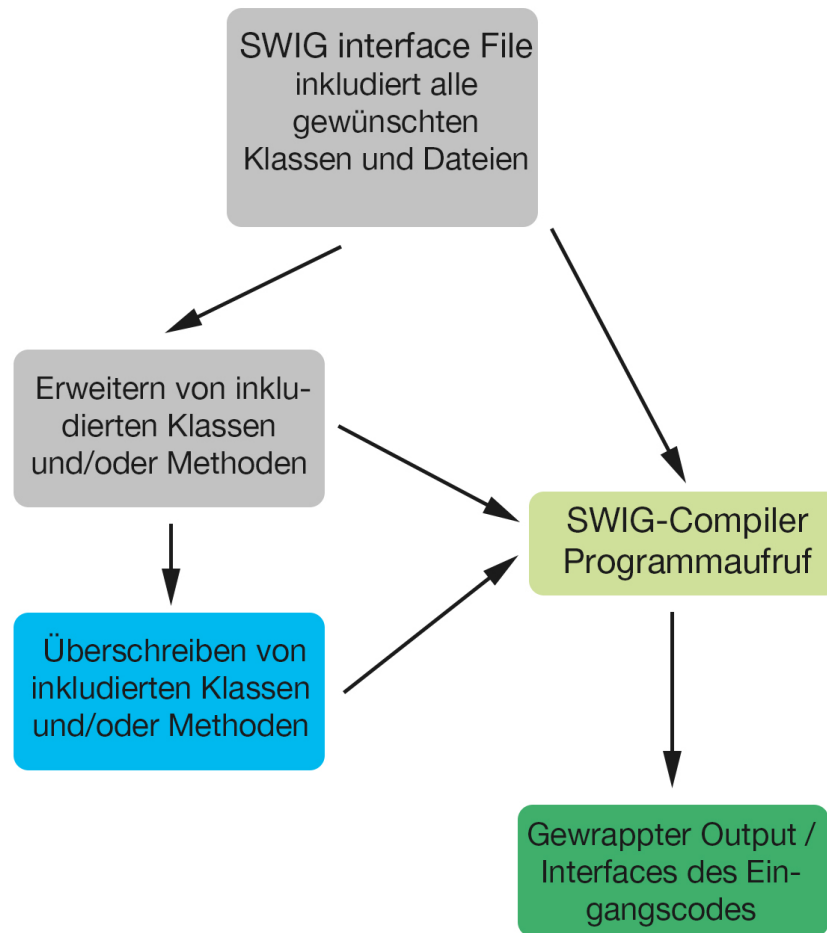 SWIG interface File
inkludiert alle
gewünschten
Klassen und Dateien
Erweitern von inklu-
dierten Klassen
und/oder Methoden
SWIG-Compiler
Programmaufruf
Überschreiben von
inkludierten Klassen
und/oder Methoden
Gewrappter Output /
Interfaces des Ein-
gangscodes